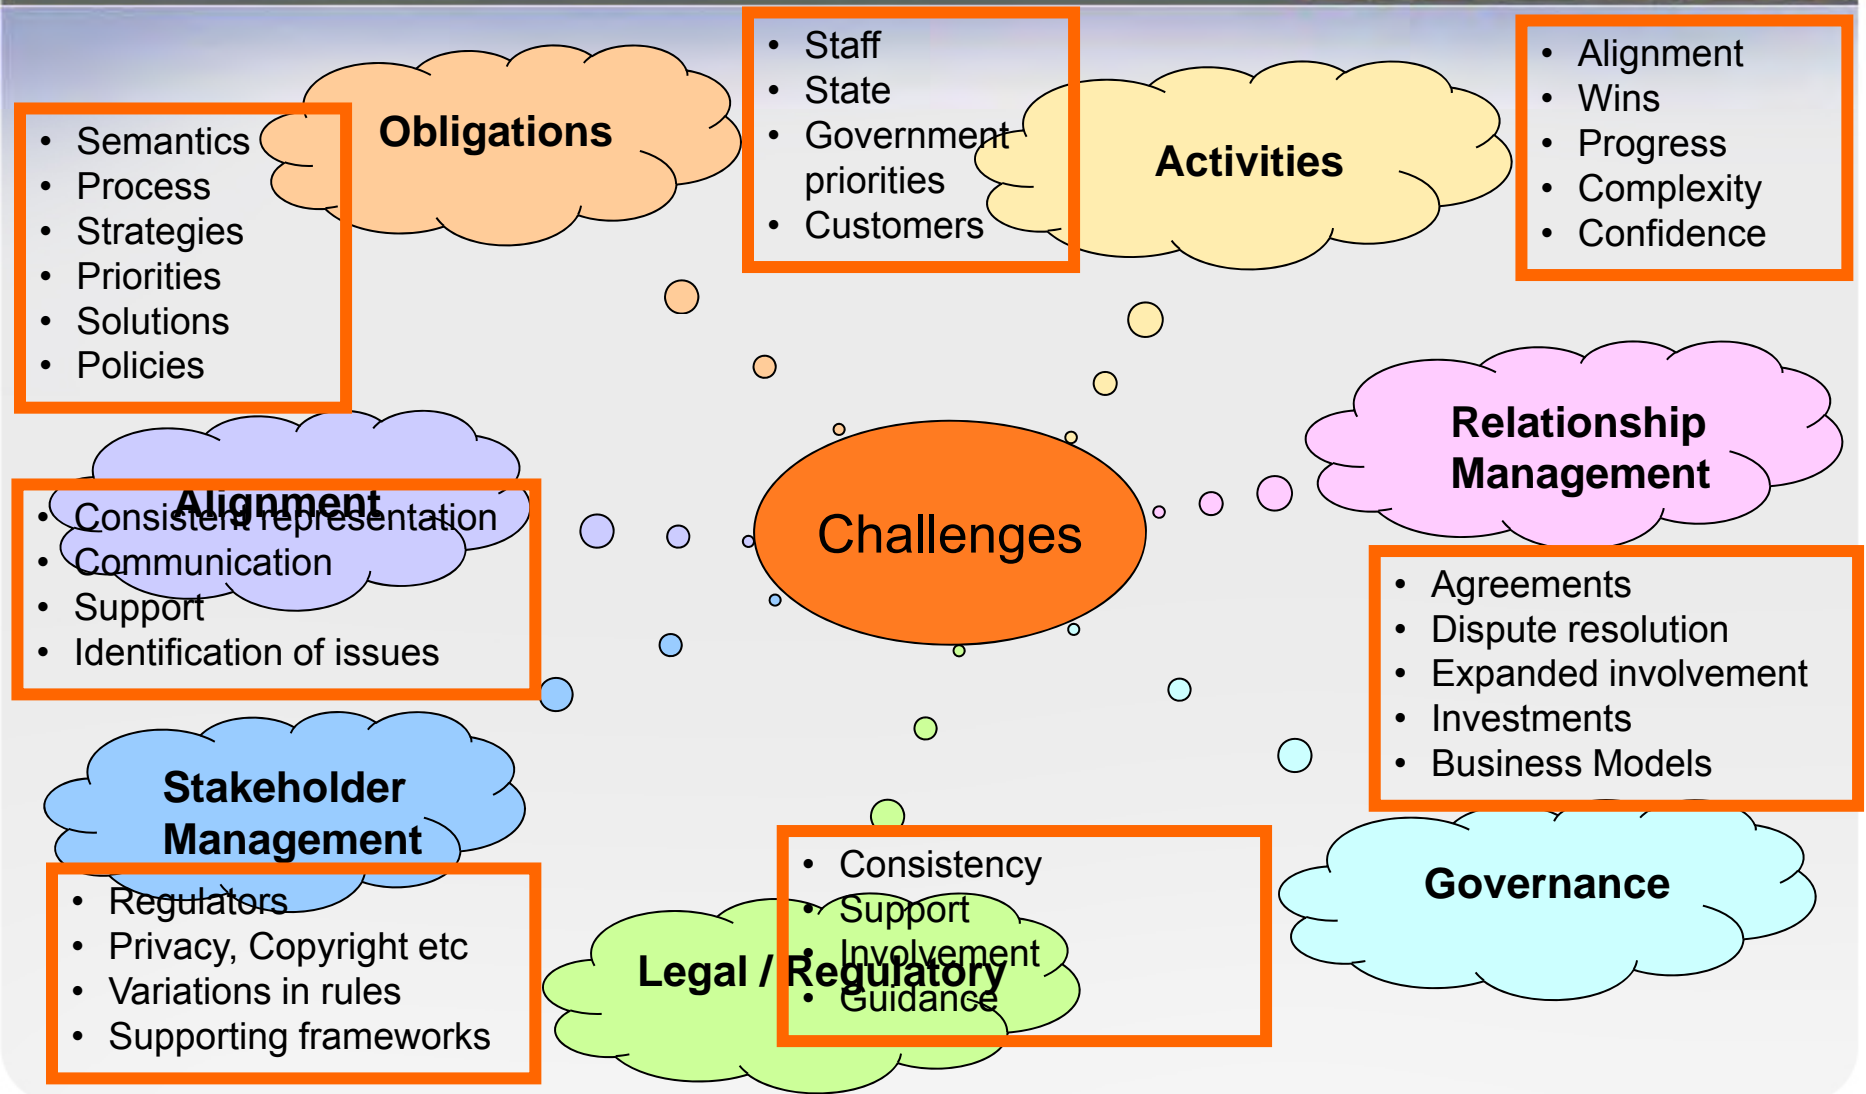 Obligations
• Staff
• State
• Government
priorities
• Customers
Activities
• Alignment
• Wins
• Progress
• Complexity
• Confidence
• Semantics
• Process
• Strategies
• Priorities
• Solutions
• Policies
Alignment
• Consistent representation
• Communication
• Support
• Identification of issues
Challenges
Relationship
Management
• Agreements
• Dispute resolution
• Expanded involvement
• Investments
• Business Models
Stakeholder
Management
• Regulators
• Privacy, Copyright etc
• Variations in rules
• Supporting frameworks
Legal / Regulatory
• Consistency
• Support
• Involvement
• Guidance
Governance